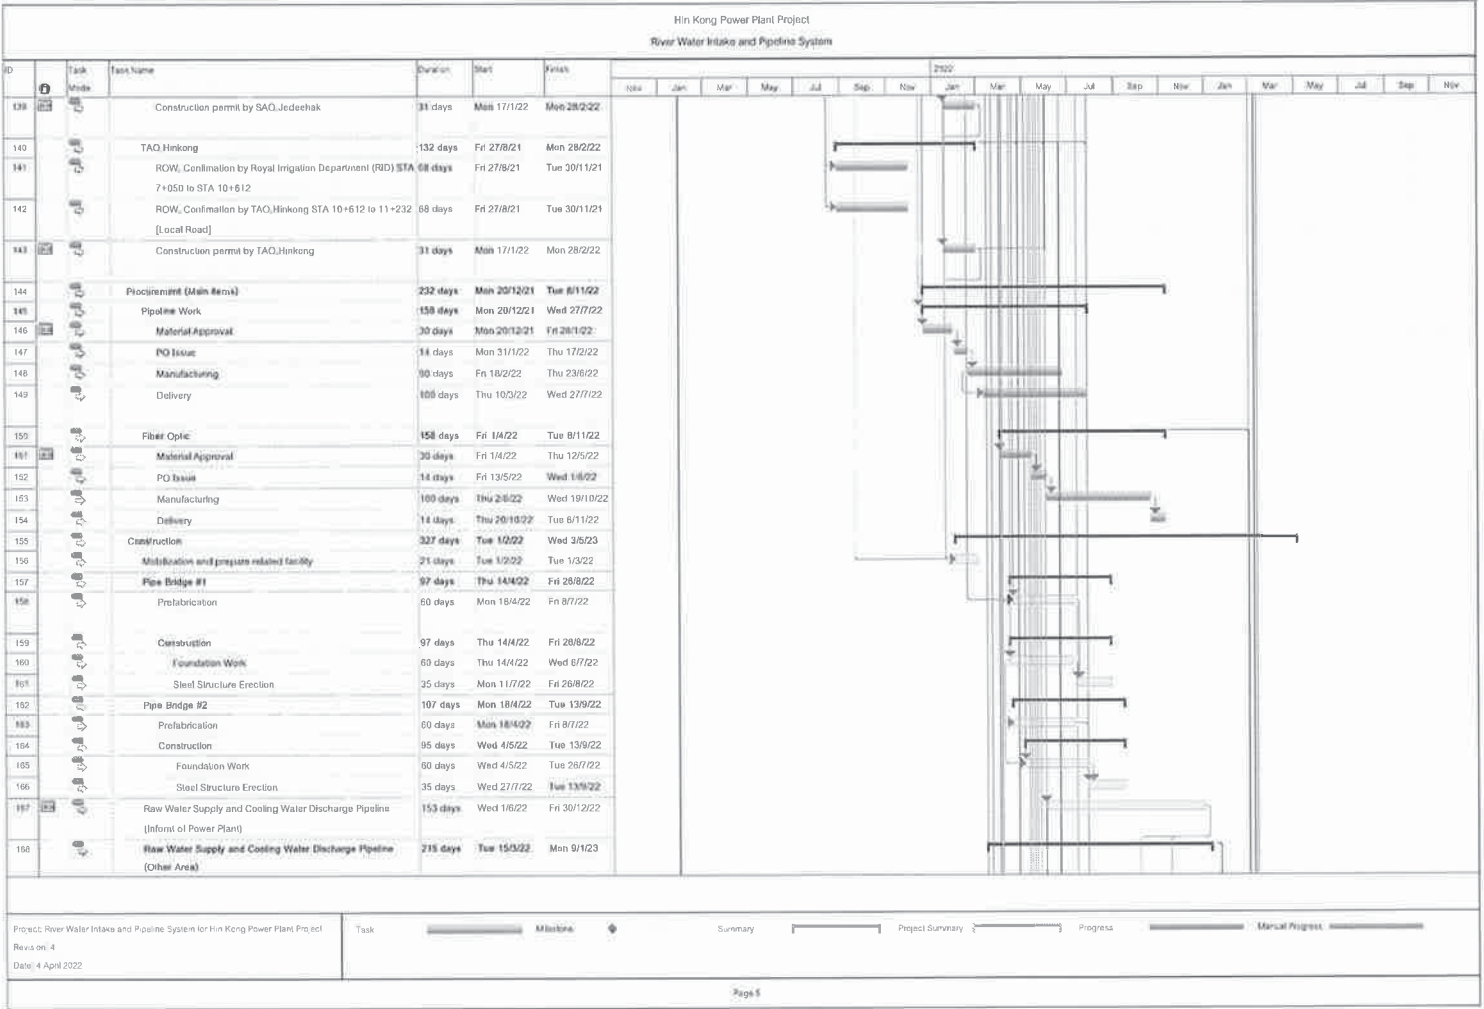 Hin Kong Power Plant Project
River Water Intake and Pipeline System
ID Task Mode Task Name Duration Start Finish 2022
Jan Mar May Jul Sep Nov Jan Mar May Jul Sep Nov Jan Mar May Jul Sep Nov
139 Construction permit by SAO.Jedeehak 31 days Mon 17/1/22 Mon 28/2/22
140 TAO.Hinkong 132 days Fri 27/8/21 Mon 28/2/22
141 ROW. Confimation by Royal Irrigation Department (RID) STA 68 days Fri 27/8/21 Tue 30/11/21
7+050 to STA 10+612
142 ROW. Confimation by TAO.Hinkong STA 10+612 to 11+232 68 days Fri 27/8/21 Tue 30/11/21
[Local Road]
143 Construction permit by TAO.Hinkong 31 days Mon 17/1/22 Mon 28/2/22
144 Procurement (Main Items) 232 days Mon 20/12/21 Tue 8/11/22
145 Pipeline Work 158 days Mon 20/12/21 Wed 27/7/22
146 Material Approval 30 days Mon 20/12/21 Fri 28/1/22
147 PO Issue 14 days Mon 31/1/22 Thu 17/2/22
148 Manufacturing 90 days Fri 18/2/22 Thu 23/6/22
149 Delivery 100 days Thu 10/3/22 Wed 27/7/22
150 Fiber Optic 158 days Fri 1/4/22 Tue 8/11/22
151 Material Approval 30 days Fri 1/4/22 Thu 12/5/22
152 PO Issue 14 days Fri 13/5/22 Wed 1/6/22
153 Manufacturing 100 days Thu 2/6/22 Wed 19/10/22
154 Delivery 14 days Thu 20/10/22 Tue 8/11/22
155 Construction 327 days Tue 1/2/22 Wed 3/5/23
156 Mobilization and prepare related facility 21 days Tue 1/2/22 Tue 1/3/22
157 Pipe Bridge #1 97 days Thu 14/4/22 Fri 26/8/22
158 Prefabrication 60 days Mon 18/4/22 Fri 8/7/22
159 Construction 97 days Thu 14/4/22 Fri 26/8/22
160 Foundation Work 60 days Thu 14/4/22 Wed 6/7/22
161 Steel Structure Erection 35 days Mon 11/7/22 Fri 26/8/22
162 Pipe Bridge #2 107 days Mon 18/4/22 Tue 13/9/22
163 Prefabrication 60 days Mon 18/4/22 Fri 8/7/22
164 Construction 95 days Wed 4/5/22 Tue 13/9/22
165 Foundation Work 60 days Wed 4/5/22 Tue 26/7/22
166 Steel Structure Erection 35 days Wed 27/7/22 Tue 13/9/22
167 Raw Water Supply and Cooling Water Discharge Pipeline 153 days Wed 1/6/22 Fri 30/12/22
(Infornt of Power Plant)
168 Raw Water Supply and Cooling Water Discharge Pipeline 215 days Tue 15/3/22 Mon 9/1/23
(Other Area)
Project: River Water Intake and Pipeline System for Hin Kong Power Plant Project
Revision: 4
Date: 4 April 2022
Task Milestone Summary Project Summary Progress Manual Progress
Page 5